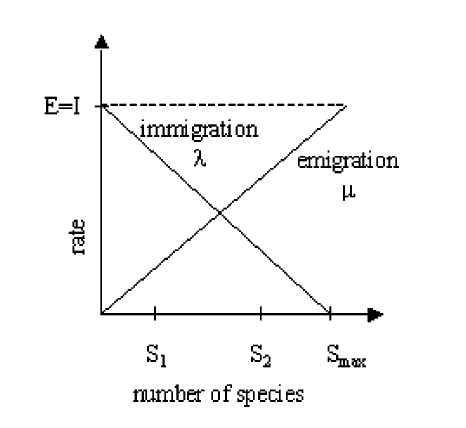 E=I
immigration
λ
emigration
μ
rate
S1
S2
Smax
number of species